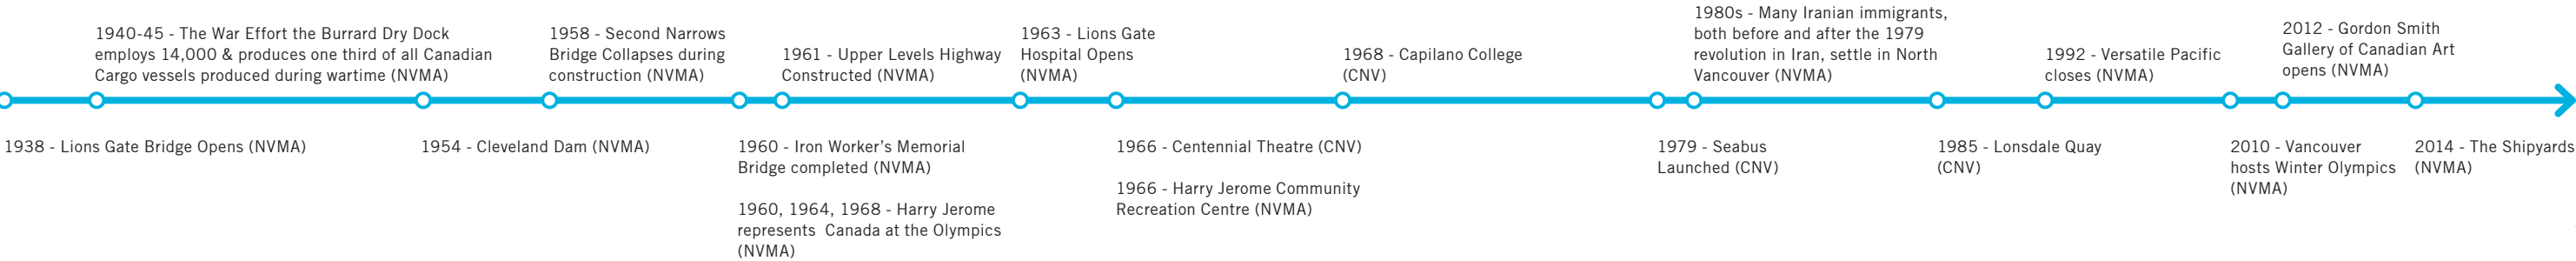 1940-45 - The War Effort the Burrard Dry Dock
employs 14,000 & produces one third of all Canadian
Cargo vessels produced during wartime (NVMA)
1958 - Second Narrows
Bridge Collapses during
construction (NVMA)
1961 - Upper Levels Highway
Constructed (NVMA)
1963 - Lions Gate
Hospital Opens
(NVMA)
1968 - Capilano College
(CNV)
1980s - Many Iranian immigrants,
both before and after the 1979
revolution in Iran, settle in North
Vancouver (NVMA)
1992 - Versatile Pacific
closes (NVMA)
2012 - Gordon Smith
Gallery of Canadian Art
opens (NVMA)
1938 - Lions Gate Bridge Opens (NVMA)
1954 - Cleveland Dam (NVMA)
1960 - Iron Worker's Memorial
Bridge completed (NVMA)
1960, 1964, 1968 - Harry Jerome
represents  Canada at the Olympics
(NVMA)
1966 - Centennial Theatre (CNV)
1966 - Harry Jerome Community
Recreation Centre (NVMA)
1979 - Seabus
Launched (CNV)
1985 - Lonsdale Quay
(CNV)
2010 - Vancouver
hosts Winter Olympics
(NVMA)
2014 - The Shipyards
(NVMA)